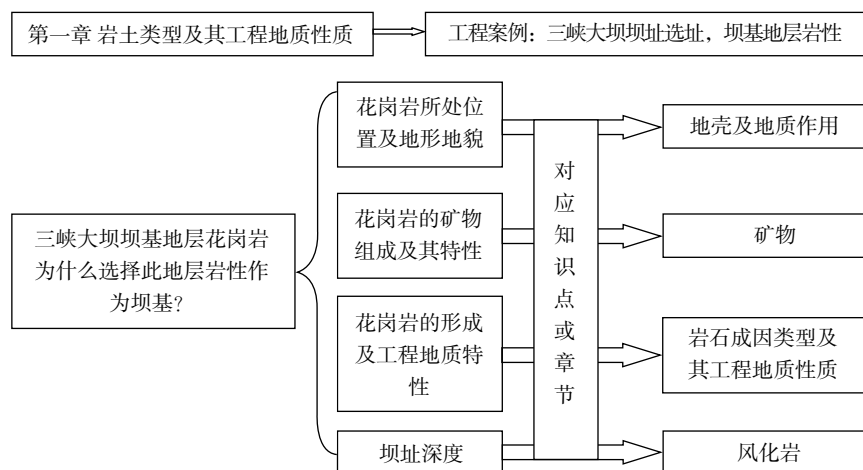 第一章 岩土类型及其工程地质性质
工程案例：三峡大坝坝址选址，坝基地层岩性
花岗岩所处位
置及地形地貌
地壳及地质作用
三峡大坝坝基地层花岗岩
为什么选择此地层岩性作
为坝基？
花岗岩的矿物
组成及其特性
矿物
花岗岩的形成
及工程地质特
性
岩石成因类型及
其工程地质性质
坝址深度
风化岩
对
应
知
识
点
或
章
节